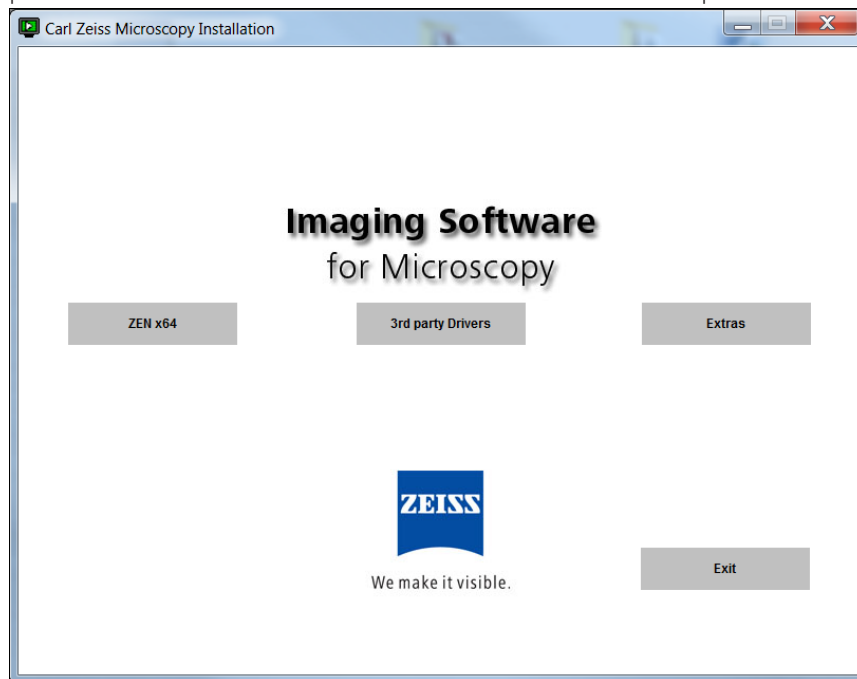 Carl Zeiss Microscopy Installation
Imaging Software
for Microscopy
ZEN x64
3rd party Drivers
Extras
ZEISS
We make it visible.
Exit